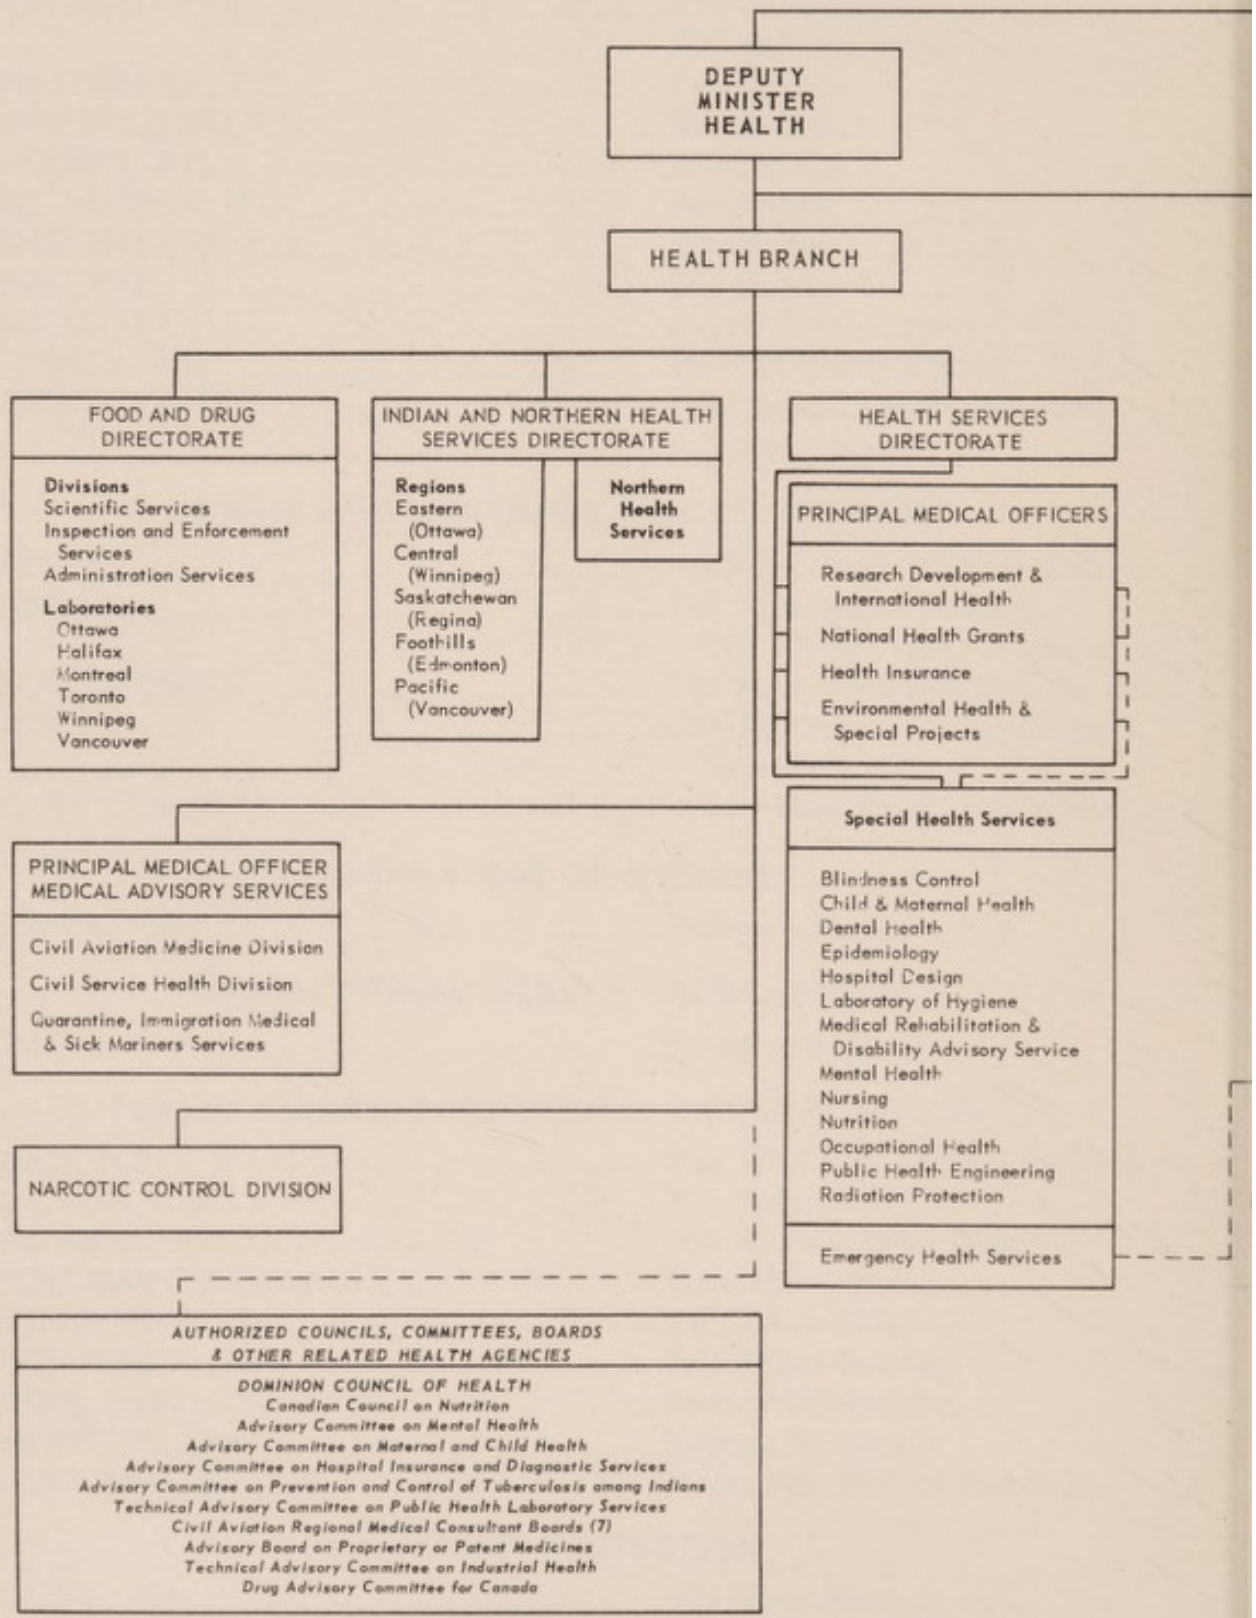 DEPUTY
MINISTER
HEALTH
HEALTH BRANCH
FOOD AND DRUG
DIRECTORATE
Divisions
Scientific Services
Inspection and Enforcement
Services
Administration Services
Laboratories
Ottawa
Halifax
Montreal
Toronto
Winnipeg
Vancouver
INDIAN AND NORTHERN HEALTH
SERVICES DIRECTORATE
Regions
Eastern
(Ottawa)
Central
(Winnipeg)
Saskatchewan
(Regina)
Foothills
(Edmonton)
Pacific
(Vancouver)
Northern
Health
Services
HEALTH SERVICES
DIRECTORATE
PRINCIPAL MEDICAL OFFICERS
Research Development &
International Health
National Health Grants
Health Insurance
Environmental Health &
Special Projects
Special Health Services
Blindness Control
Child & Maternal Health
Dental Health
Epidemiology
Hospital Design
Laboratory of Hygiene
Medical Rehabilitation &
Disability Advisory Service
Mental Health
Nursing
Nutrition
Occupational Health
Public Health Engineering
Radiation Protection
Emergency Health Services
PRINCIPAL MEDICAL OFFICER
MEDICAL ADVISORY SERVICES
Civil Aviation Medicine Division
Civil Service Health Division
Quarantine, Immigration Medical
& Sick Mariners Services
NARCOTIC CONTROL DIVISION
AUTHORIZED COUNCILS, COMMITTEES, BOARDS
& OTHER RELATED HEALTH AGENCIES
DOMINION COUNCIL OF HEALTH
Canadian Council on Nutrition
Advisory Committee on Mental Health
Advisory Committee on Maternal and Child Health
Advisory Committee on Hospital Insurance and Diagnostic Services
Advisory Committee on Prevention and Control of Tuberculosis among Indians
Technical Advisory Committee on Public Health Laboratory Services
Civil Aviation Regional Medical Consultant Boards (7)
Advisory Board on Proprietary or Patent Medicines
Technical Advisory Committee on Industrial Health
Drug Advisory Committee for Canada